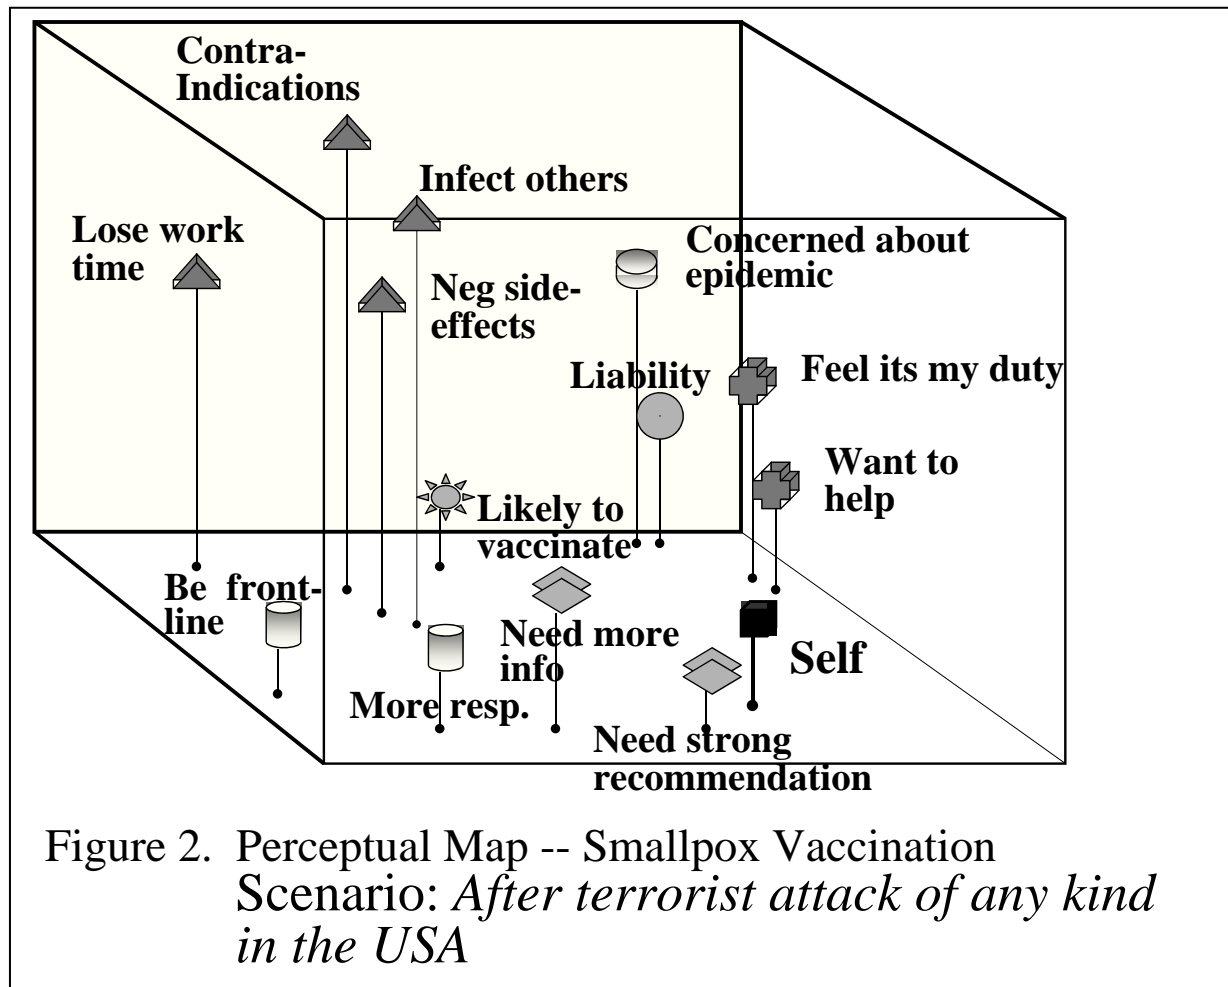 Contra-
Indications
Infect others
Lose work
time
Concerned about
epidemic
Neg side-
effects
Liability
Feel its my duty
Want to
help
Likely to
vaccinate
Be front-
line
Need more
info
Self
More resp.
Need strong
recommendation
Figure 2. Perceptual Map -- Smallpox Vaccination
Scenario: After terrorist attack of any kind
in the USA